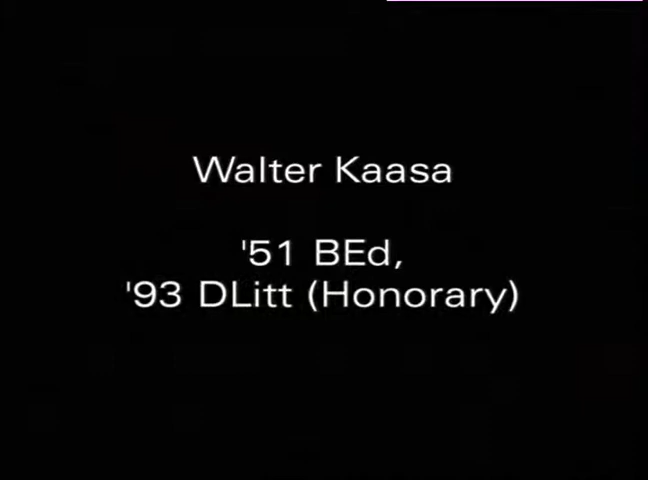 Walter Kaasa
'51 BEd,
'93 DLitt (Honorary)